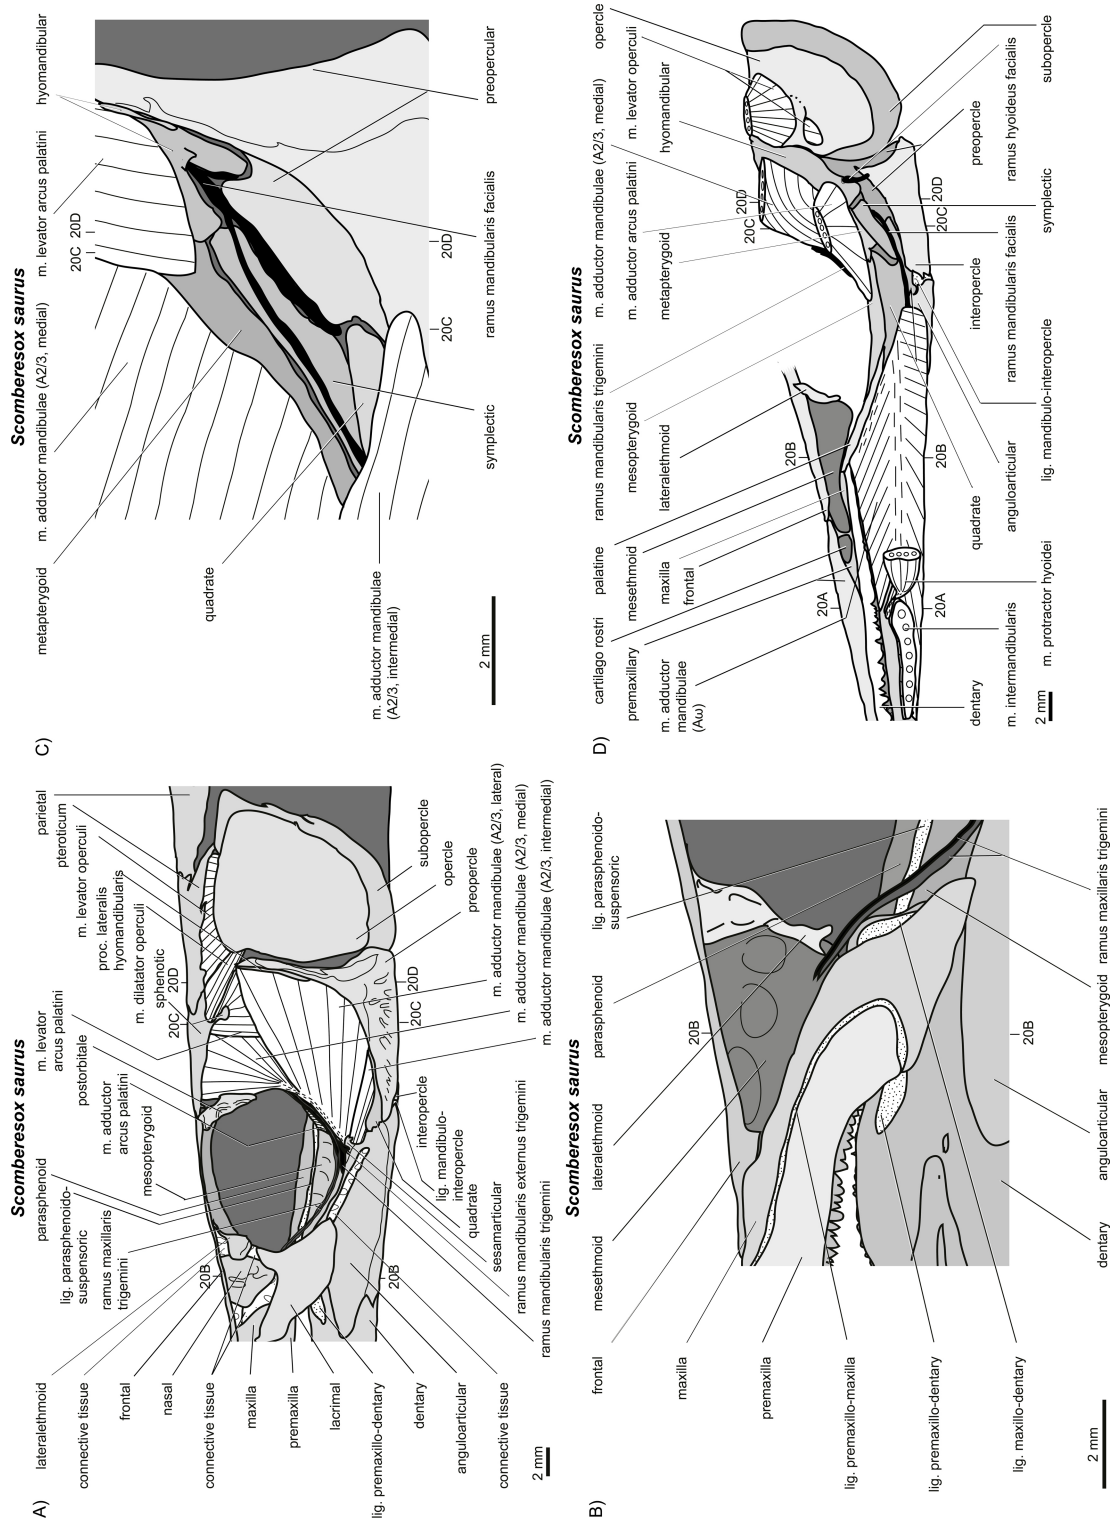 A)
Scomberesox saurus
lateralethmoid
connective tissue
frontal
nasal
connective tissue
maxilla
premaxilla
lacrimal
lig. premaxillo-dentary
dentary
anguloarticular
connective tissue
2 mm
parasphenoid
lig. parasphenoido-
suspensoric
ramus maxillaris
trigemini
mesopterygoid
m. adductor
arcus palatini
postorbitale
m. levator
arcus palatini
sphenotic
m. dilatator operculi
proc. lateralis
hyomandibularis
m. levator operculi
pteroticum
parietal
20B
20B
20C
20D
20C
20D
subopercle
opercle
preopercle
m. adductor mandibulae (A2/3, lateral)
m. adductor mandibulae (A2/3, medial)
m. adductor mandibulae (A2/3, intermedial)
interopercle
lig. mandibulo-
interopercle
quadrate
sesamarticular
ramus mandibularis externus trigemini
ramus mandibularis trigemini
B)
Scomberesox saurus
frontal
mesethmoid
lateralethmoid
parasphenoid
lig. parasphenoido-
suspensoric
maxilla
premaxilla
lig. premaxillo-maxilla
lig. premaxillo-dentary
lig. maxillo-dentary
20B
20B
dentary
anguloarticular
mesopterygoid
ramus maxillaris trigemini
2 mm
C)
Scomberesox saurus
metapterygoid
m. adductor mandibulae (A2/3, medial)
m. levator arcus palatini
hyomandibular
20C
20D
20C
20D
quadrate
m. adductor mandibulae
(A2/3, intermedial)
symplectic
ramus mandibularis facialis
preopercular
2 mm
D)
Scomberesox saurus
cartilago rostri
premaxillary
m. adductor
mandibulae
(Aω)
palatine
mesethmoid
maxilla
frontal
ramus mandibularis trigemini
mesopterygoid
lateralethmoid
m. adductor mandibulae (A2/3, medial)
m. adductor arcus palatini
metapterygoid
opercle
m. levator operculi
hyomandibular
20A
20B
20C
20D
20A
20B
20C
20D
dentary
m. intermandibularis
m. protractor hyoidei
quadrate
anguloarticular
lig. mandibulo-interopercle
interopercle
ramus mandibularis facialis
symplectic
preopercle
ramus hyoideus facialis
subopercle
2 mm